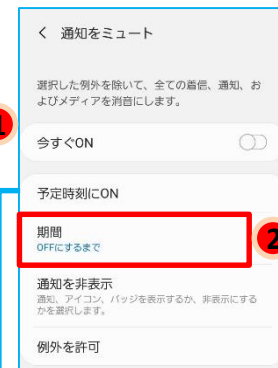 < 通知をミュート
選択した例外を除いて、全ての着信、通知、お
よびメディアを消音にします。
1
今すぐON
予定時刻にON
期間
OFFにするまで
2
通知を非表示
通知、アイコン、バッジを表示するか、非表示にする
かを選択します。
例外を許可